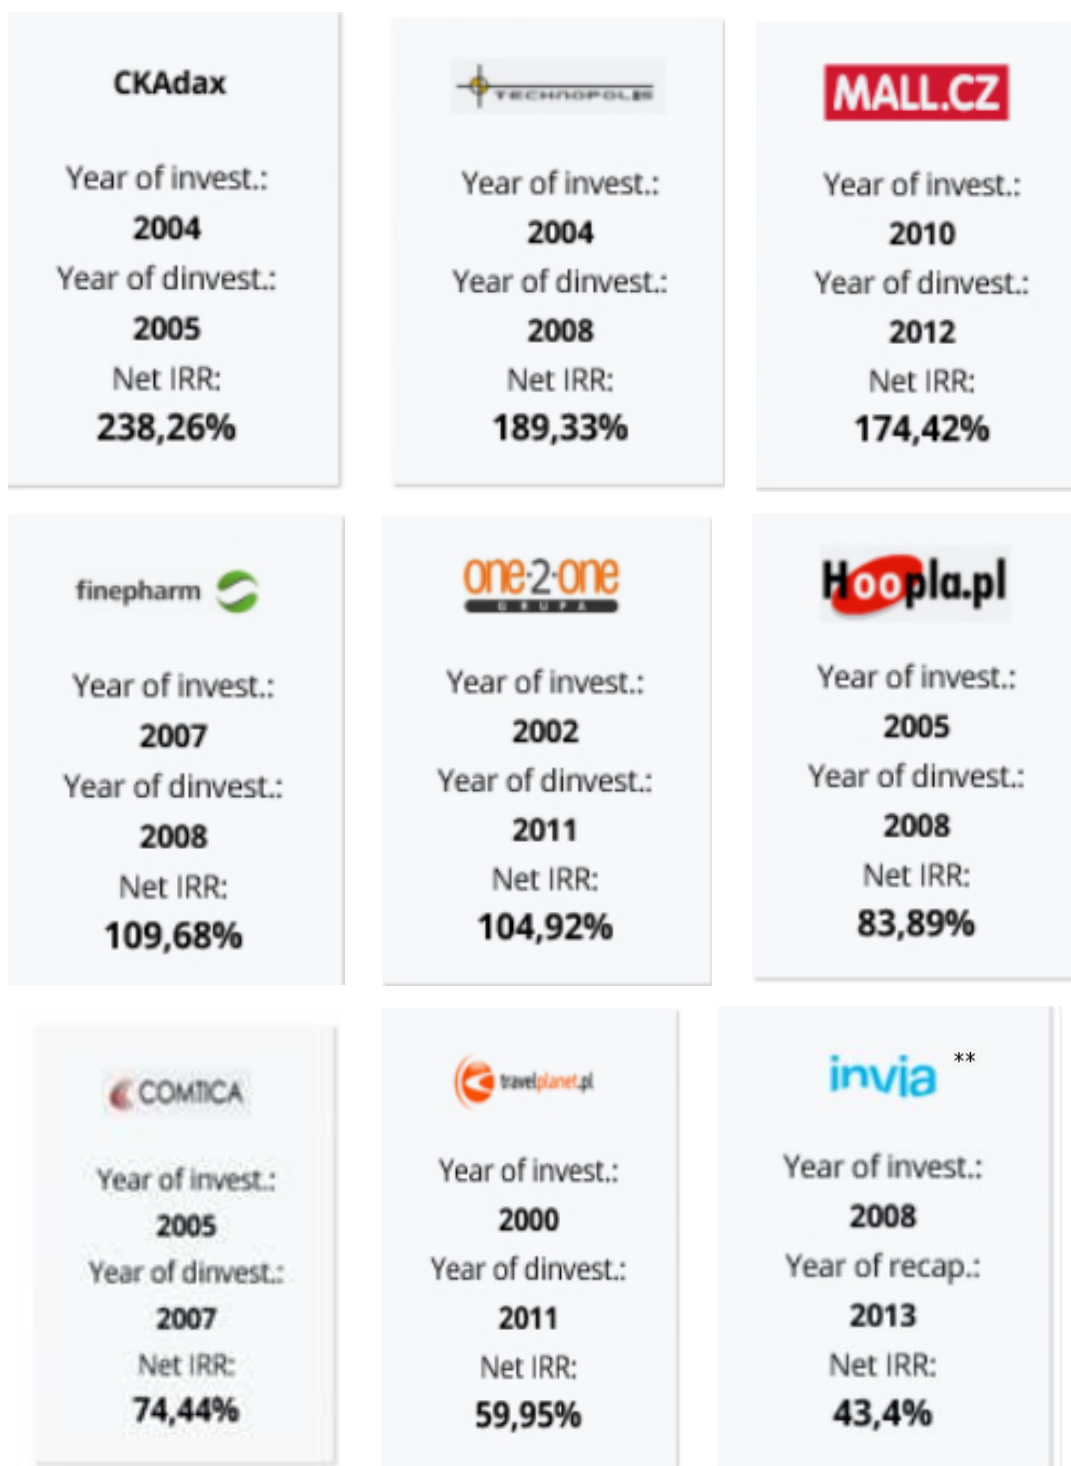 CKAdax
Year of invest.:
2004
Year of dinvest.:
2005
Net IRR:
238,26%
TECHNOPOLIS
Year of invest.:
2004
Year of dinvest.:
2008
Net IRR:
189,33%
MALL.CZ
Year of invest.:
2010
Year of dinvest.:
2012
Net IRR:
174,42%
finepharm
Year of invest.:
2007
Year of dinvest.:
2008
Net IRR:
109,68%
one-2-one
GRUPA
Year of invest.:
2002
Year of dinvest.:
2011
Net IRR:
104,92%
Hoopla.pl
Year of invest.:
2005
Year of dinvest.:
2008
Net IRR:
83,89%
COMTICA
Year of invest.:
2005
Year of dinvest.:
2007
Net IRR:
74,44%
travelplanet.pl
Year of invest.:
2000
Year of dinvest.:
2011
Net IRR:
59,95%
invia **
Year of invest.:
2008
Year of recap.:
2013
Net IRR:
43,4%